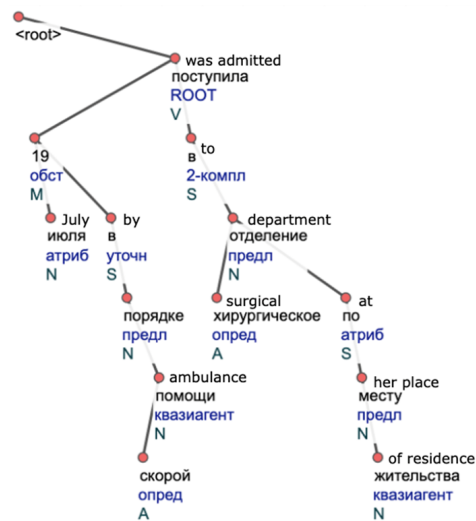 <root>
was admitted
поступила
ROOT
V
19
обст
M
to
в
2-компл
S
July
июля
атриб
N
by
в
уточн
S
department
отделение
предл
N
порядке
предл
N
surgical
хирургическое
опред
A
at
по
атриб
S
ambulance
помощи
квазиагент
N
her place
месту
предл
N
скорой
опред
A
of residence
жительства
квазиагент
N